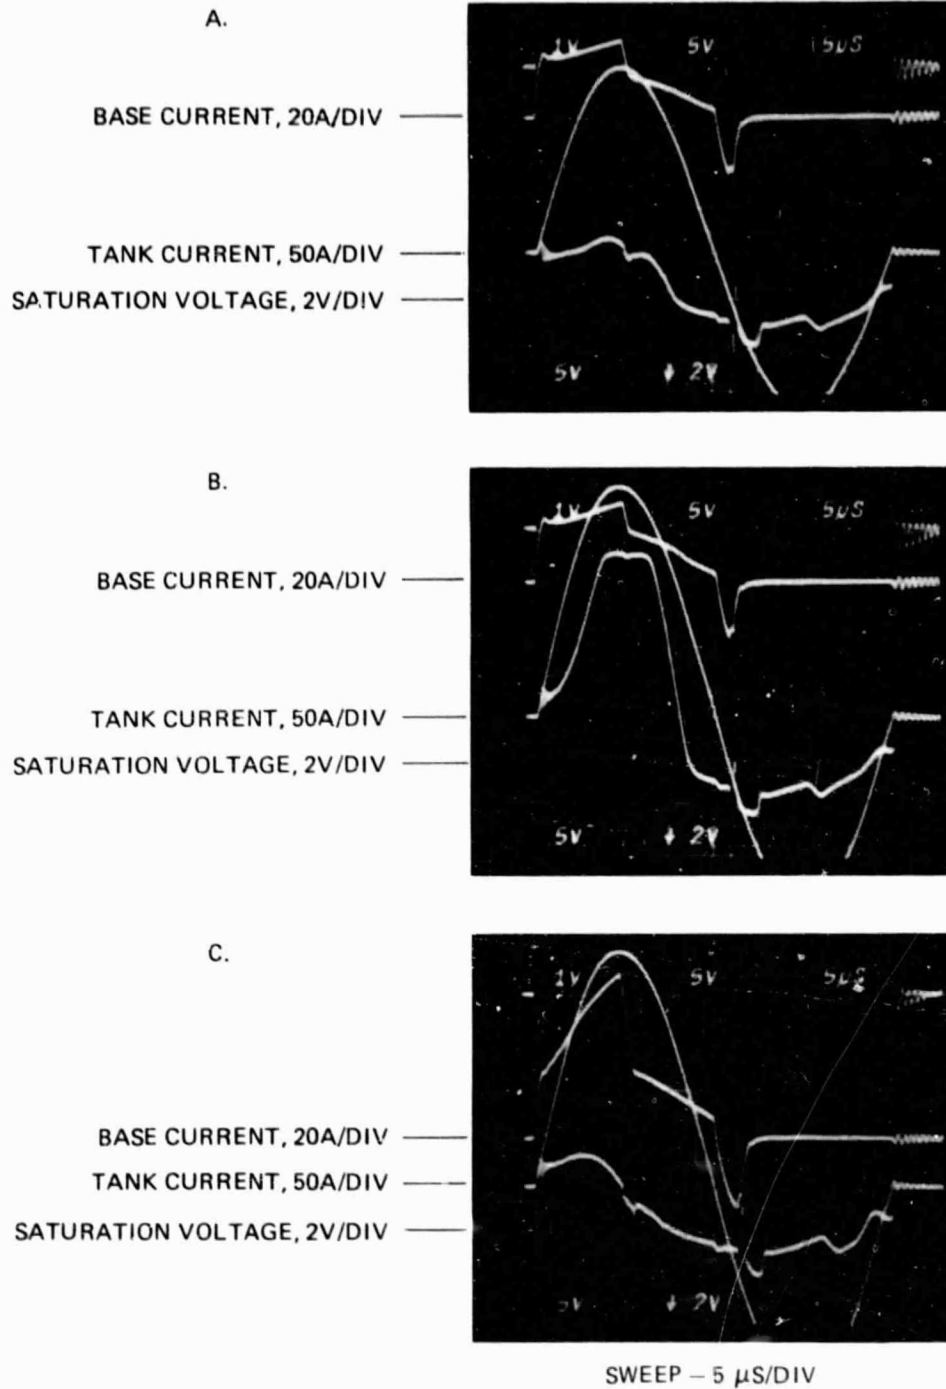 A.
1V 5V 5µS
BASE CURRENT, 20A/DIV
TANK CURRENT, 50A/DIV
SATURATION VOLTAGE, 2V/DIV
5V 2V
B.
1V 5V 5µS
BASE CURRENT, 20A/DIV
TANK CURRENT, 50A/DIV
SATURATION VOLTAGE, 2V/DIV
5V 2V
C.
1V 5V 5µS
BASE CURRENT, 20A/DIV
TANK CURRENT, 50A/DIV
SATURATION VOLTAGE, 2V/DIV
5V 2V
SWEEP – 5 µS/DIV